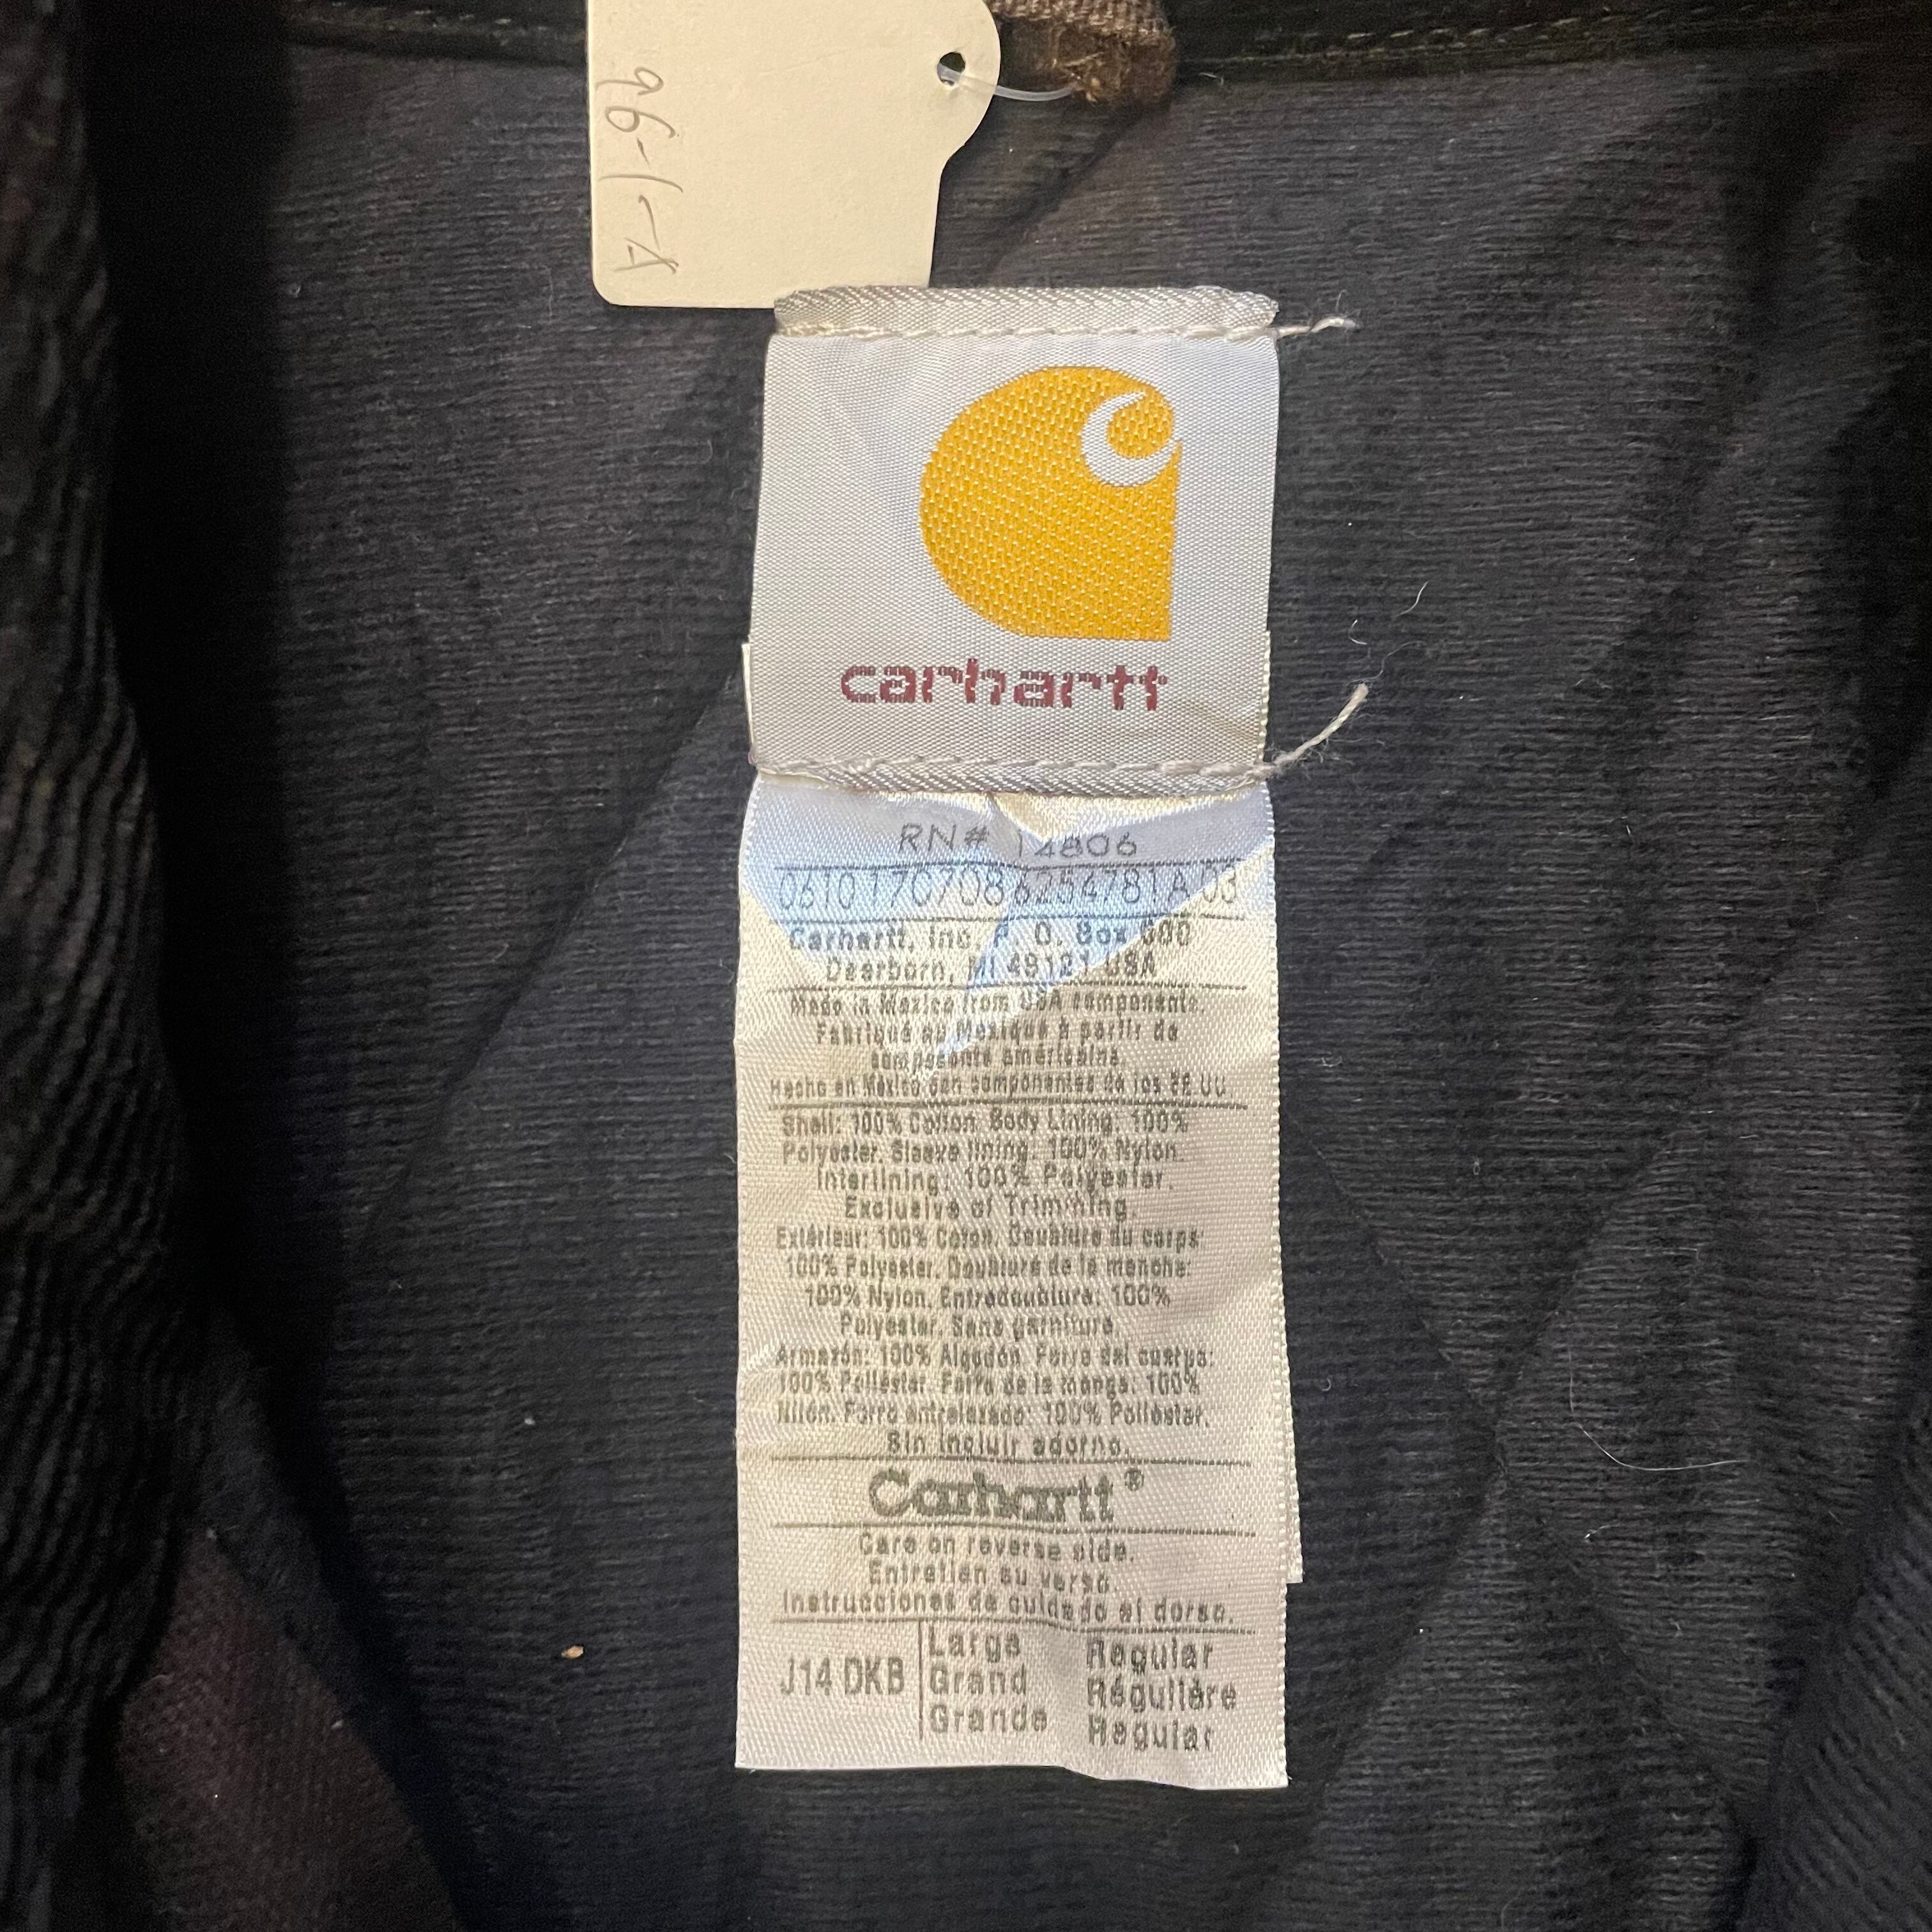 96-1-A
carhartt
RN# 14806
0610 17C708 6254781A 03
Carhartt, Inc. P. O. Box 600
Dearborn, MI 48121 USA
Made in Mexico from USA components.
Fabriqué au Mexique à partir de
composants américains.
Hecho en México con componentes de los EE UU
Shell: 100% Cotton. Body Lining: 100%
Polyester. Sleeve lining: 100% Nylon.
Interlining: 100% Polyester.
Exclusive of Trimming.
Extérieur: 100% Coton. Doublure du corps:
100% Polyester. Doublure de la manche:
100% Nylon. Entredoublure: 100%
Polyester. Sans garniture.
Armazón: 100% Algodón. Forro del cuerpo:
100% Poliéster. Forro de la manga: 100%
Nilón. Forro entrelazado: 100% Poliéster.
Sin incluir adorno.
Carhartt®
Care on reverse side.
Entretien au verso.
Instrucciones de cuidado al dorso.
J14 DKB
Large Regular
Grand Régulière
Grande Regular